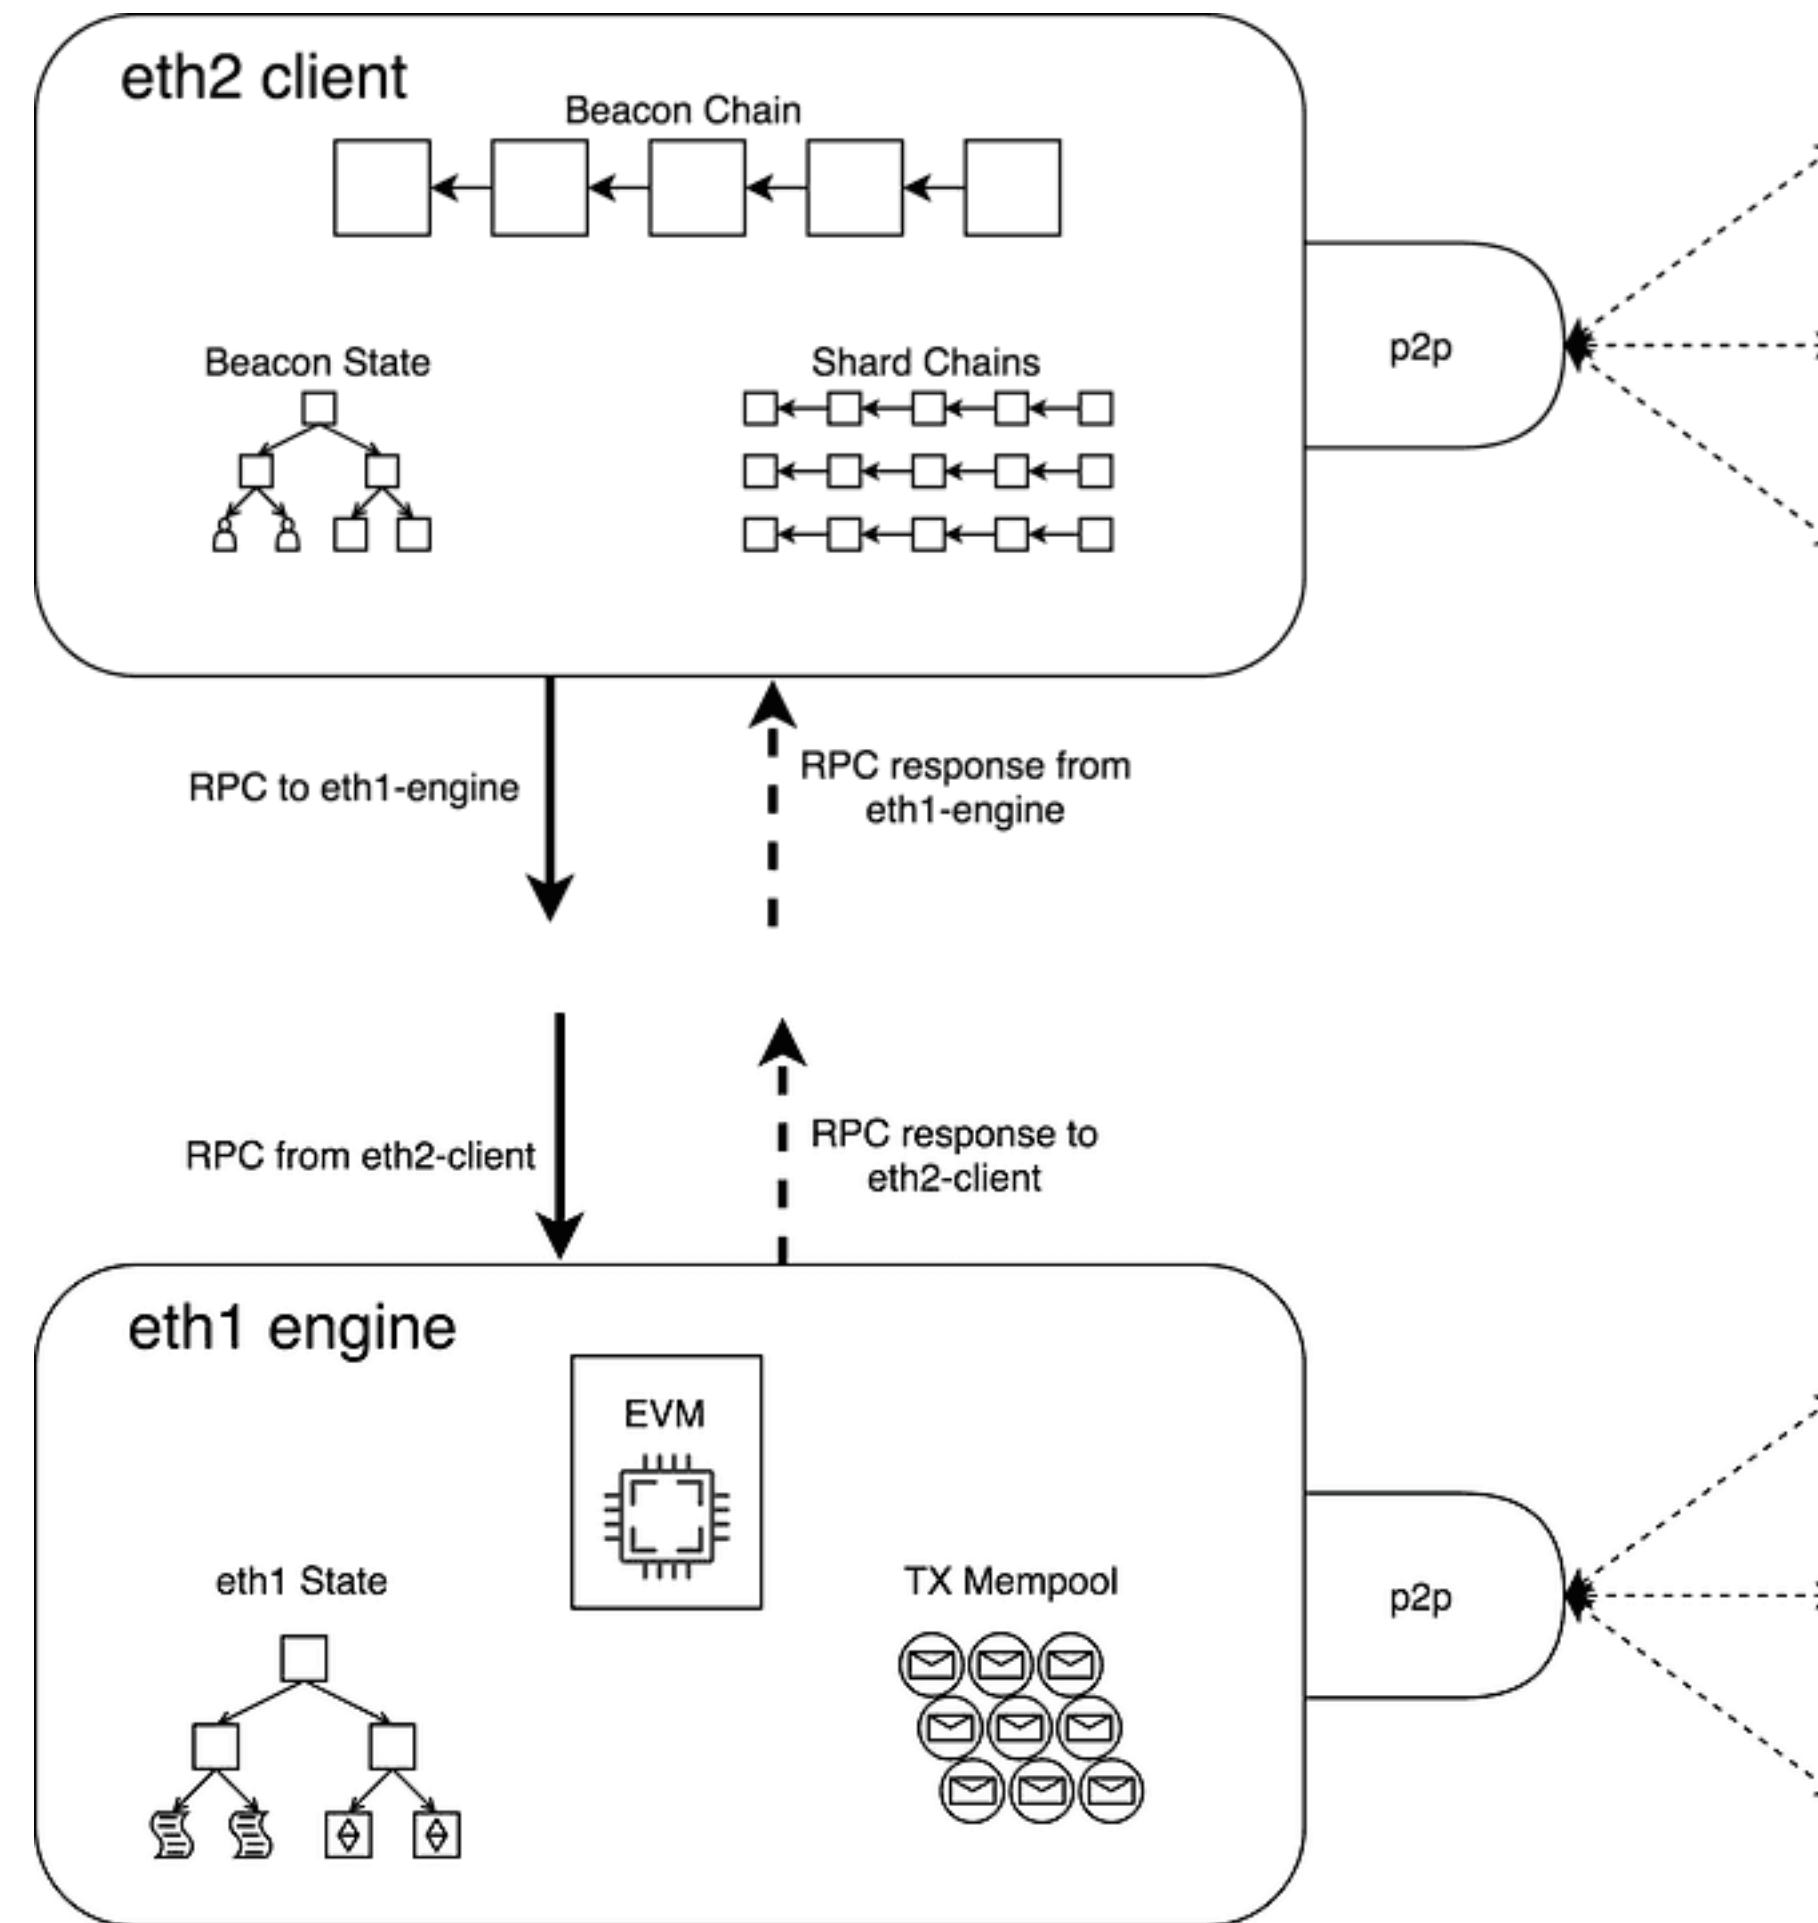 eth2 client
Beacon Chain
Beacon State
Shard Chains
p2p
RPC to eth1-engine
RPC response from
eth1-engine
RPC from eth2-client
RPC response to
eth2-client
eth1 engine
EVM
eth1 State
TX Mempool
p2p